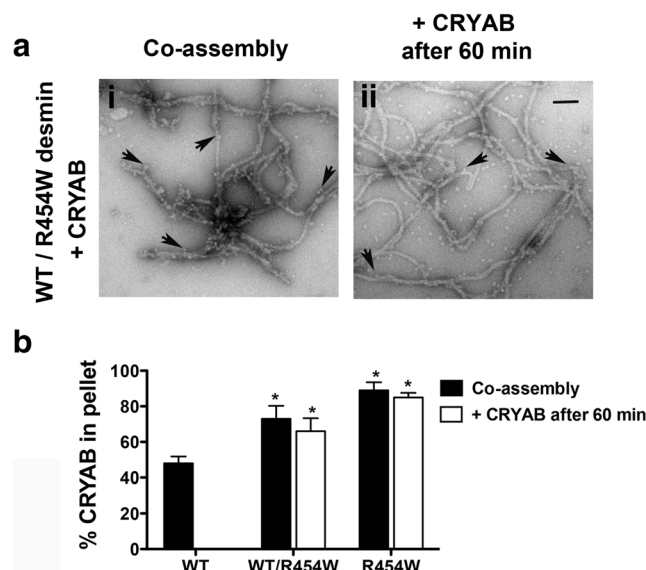 a
Co-assembly
+ CRYAB
after 60 min
WT / R454W desmin
+ CRYAB
i
ii
b
% CRYAB in pellet
100
80
60
40
20
0
* * * *
Co-assembly
+ CRYAB after 60 min
WT WT/R454W R454W